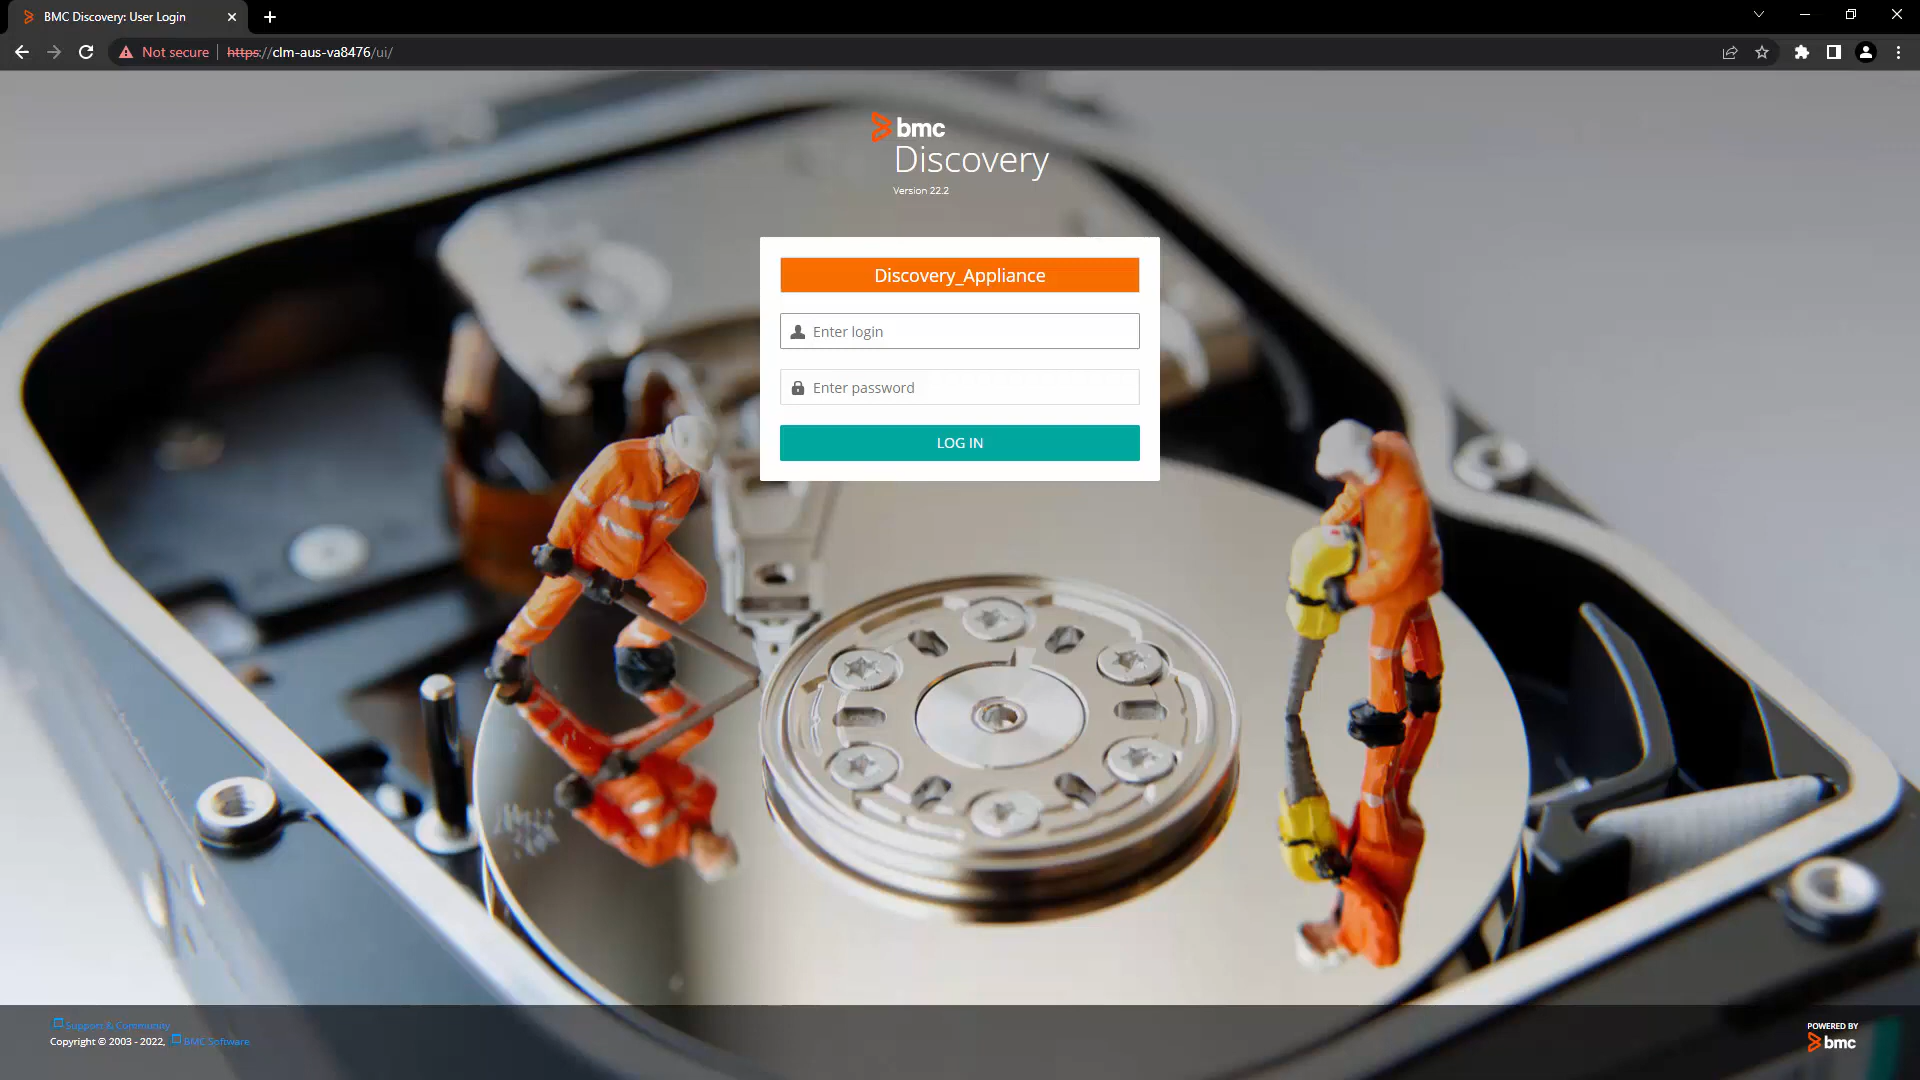 BMC Discovery: User Login
Not secure
https://clm-aus-va8476/ui/
bmc
Discovery
Version 22.2
Discovery_Appliance
Enter login
Enter password
LOG IN
Support & Community
Copyright © 2003 - 2022, BMC Software
POWERED BY
bmc